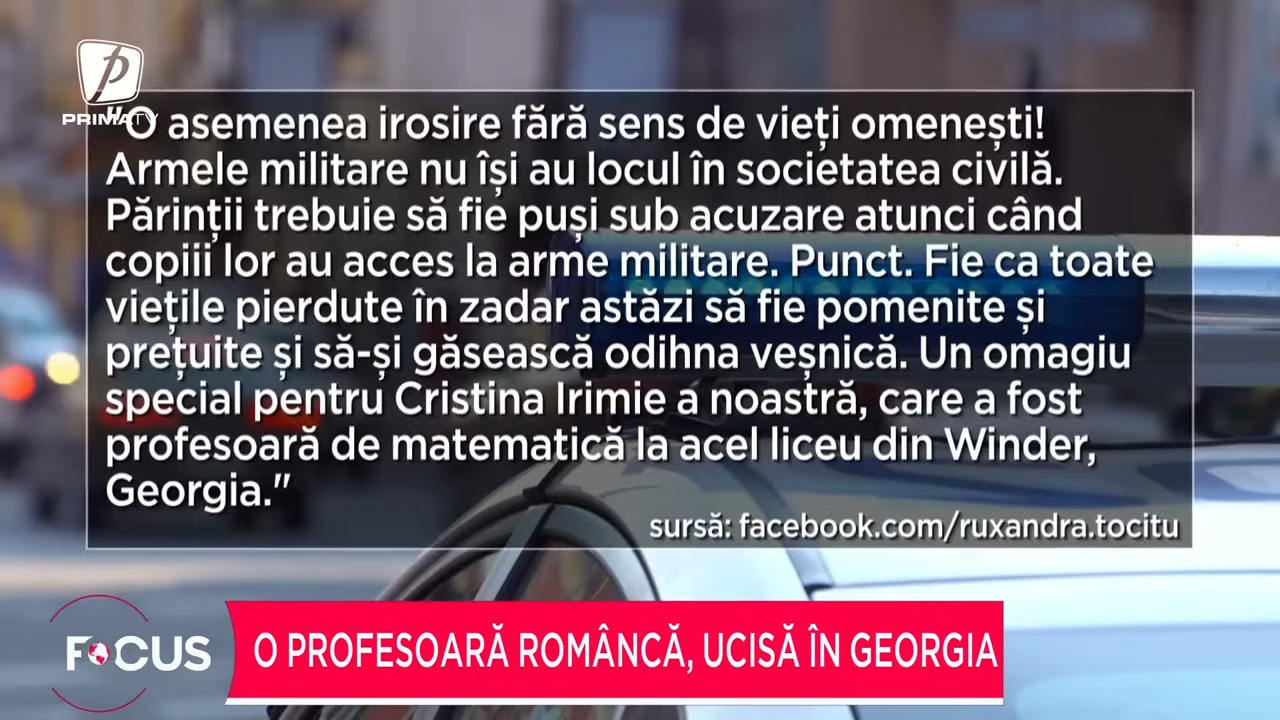 PRIMATV
"O asemenea irosire fără sens de vieți omenești!
Armele militare nu își au locul în societatea civilă.
Părinții trebuie să fie puși sub acuzare atunci când
copiii lor au acces la arme militare. Punct. Fie ca toate
viețile pierdute în zadar astăzi să fie pomenite și
prețuite și să-și găsească odihna veșnică. Un omagiu
special pentru Cristina Irimie a noastră, care a fost
profesoară de matematică la acel liceu din Winder,
Georgia."
sursă: facebook.com/ruxandra.tocitu
FOCUS
O PROFESOARĂ ROMÂNCĂ, UCISĂ ÎN GEORGIA